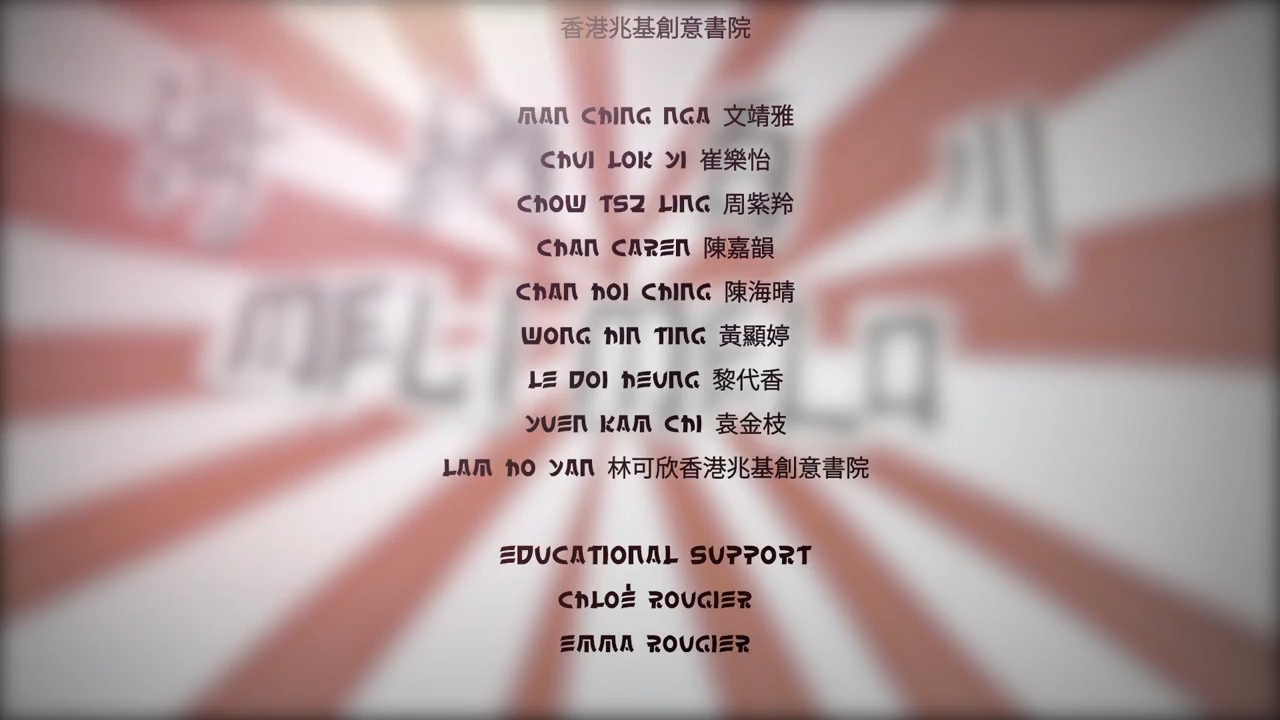 香港兆基創意書院
MAN CHING NGA 文靖雅
CHUI LOK YI 崔樂怡
CHOW TSZ LING 周紫羚
CHAN CAREN 陳嘉韻
CHAN HOI CHING 陳海晴
WONG HIN TING 黃顯婷
LE DOI HEUNG 黎代香
YUEN KAM CHI 袁金枝
LAM HO YAN 林可欣香港兆基創意書院
EDUCATIONAL SUPPORT
CHLOÉ ROUGIER
EMMA ROUGIER